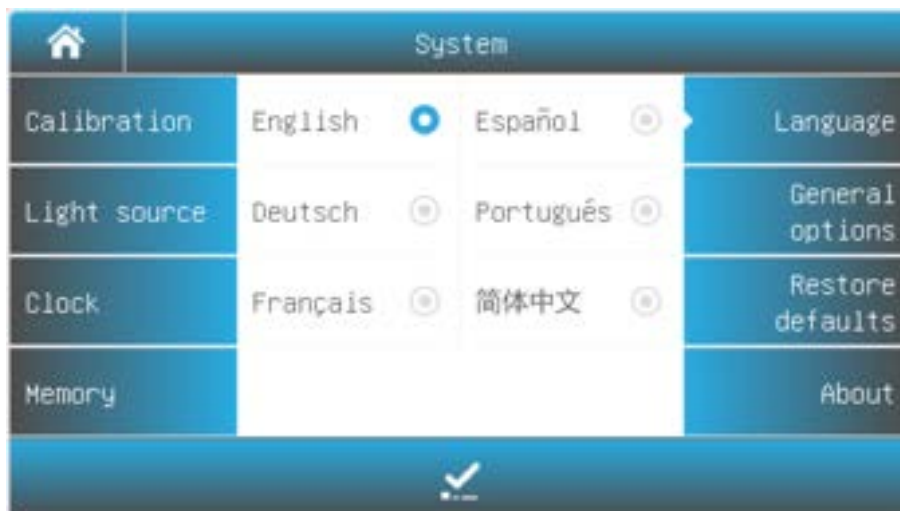 System
Calibration
English
Español
Language
Light source
Deutsch
Português
General
options
Clock
Français
简体中文
Restore
defaults
Memory
About